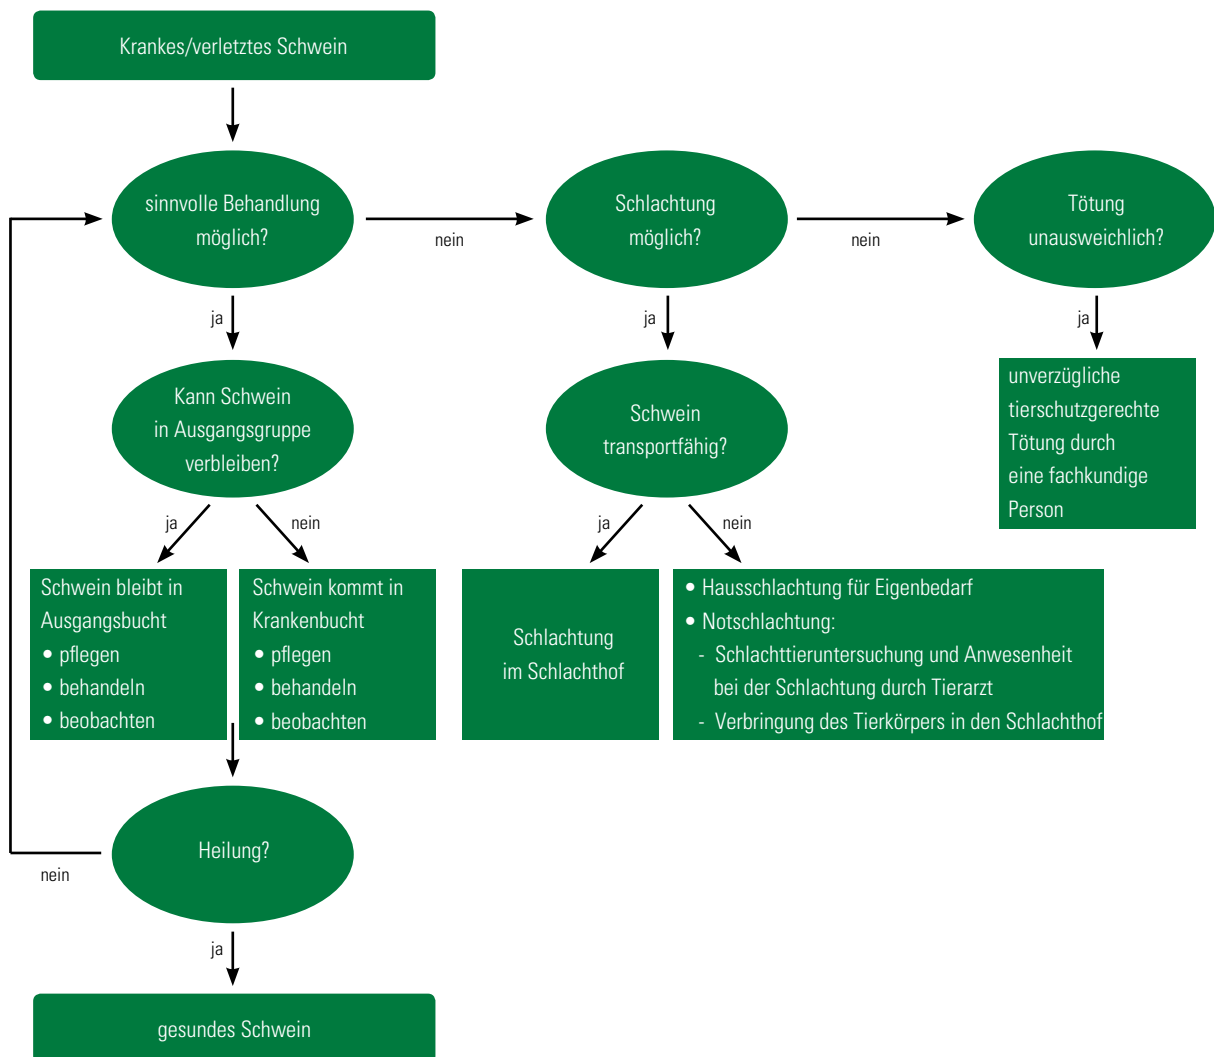 Krankes/verletztes Schwein
sinnvolle Behandlung
möglich?
nein
Schlachtung
möglich?
nein
Tötung
unausweichlich?
ja
ja
ja
Kann Schwein
in Ausgangsgruppe
verbleiben?
Schwein
transportfähig?
unverzügliche
tierschutzgerechte
Tötung durch
eine fachkundige
Person
ja
nein
ja
nein
Schwein bleibt in
Ausgangsbucht
• pflegen
• behandeln
• beobachten
Schwein kommt in
Krankenbucht
• pflegen
• behandeln
• beobachten
Schlachtung
im Schlachthof
• Hausschlachtung für Eigenbedarf
• Notschlachtung:
- Schlachttieruntersuchung und Anwesenheit
bei der Schlachtung durch Tierarzt
- Verbringung des Tierkörpers in den Schlachthof
Heilung?
nein
ja
gesundes Schwein